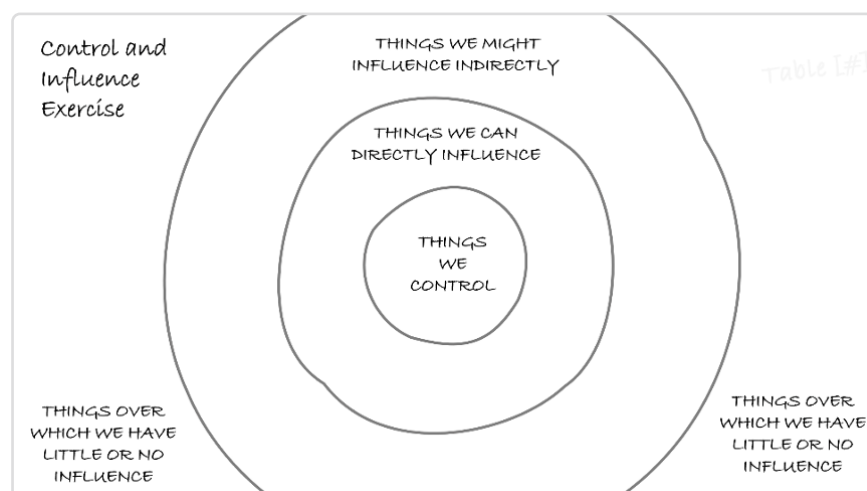 Control and
Influence
Exercise
THINGS WE MIGHT
INFLUENCE INDIRECTLY
Table [#]
THINGS WE CAN
DIRECTLY INFLUENCE
THINGS
WE
CONTROL
THINGS OVER
WHICH WE HAVE
LITTLE OR NO
INFLUENCE
THINGS OVER
WHICH WE HAVE
LITTLE OR NO
INFLUENCE